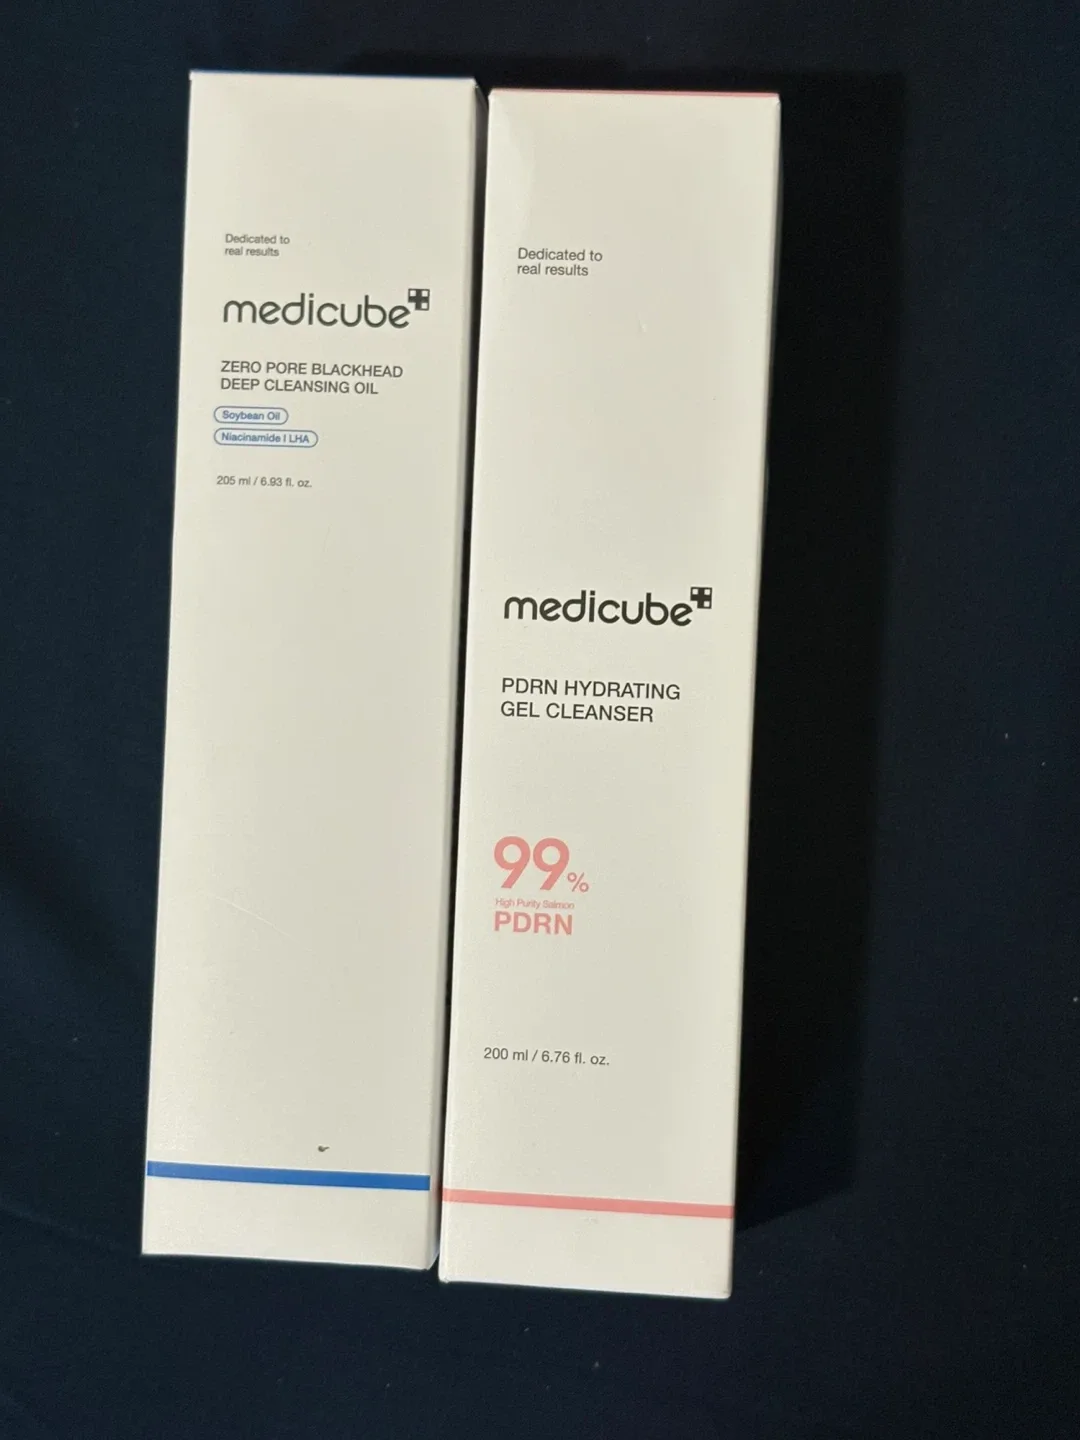 Dedicated to
real results
medicube
ZERO PORE BLACKHEAD
DEEP CLEANSING OIL
Soybean Oil
Niacinamide | LHA
205 ml / 6.93 fl. oz.
Dedicated to
real results
medicube
PDRN HYDRATING
GEL CLEANSER
99%
High Purity Salmon
PDRN
200 ml / 6.76 fl. oz.